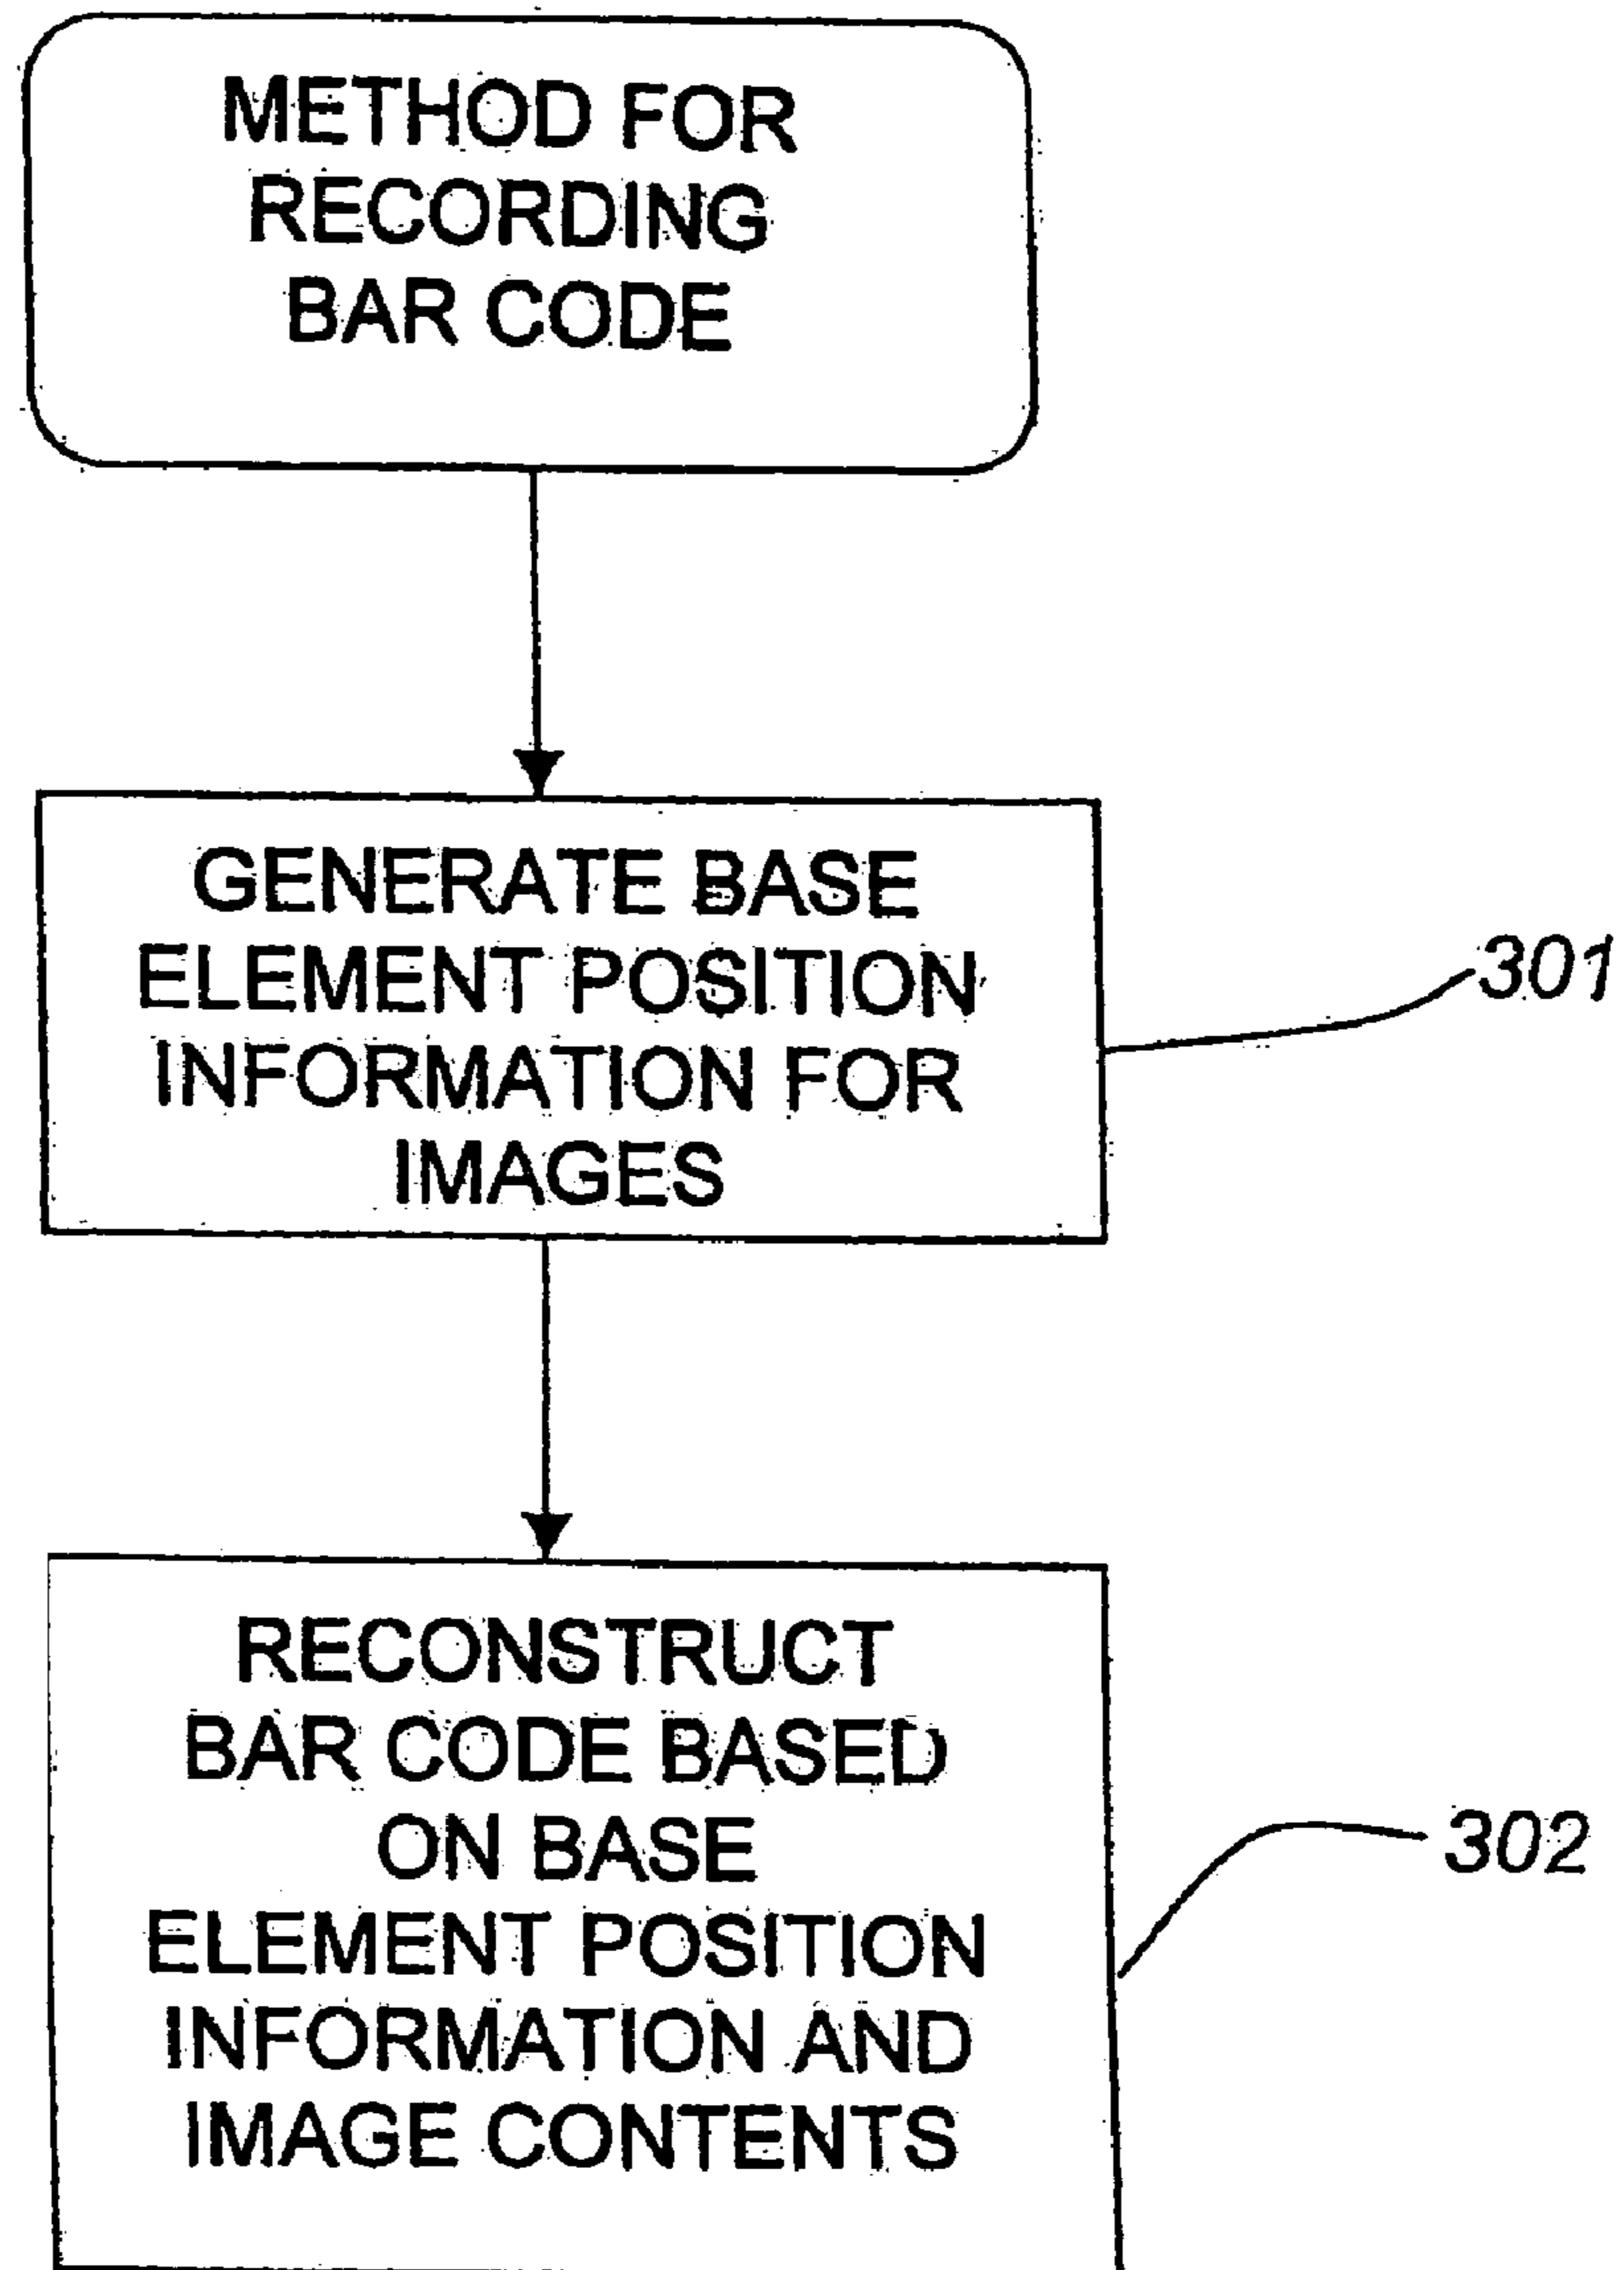 METHOD FOR
RECORDING
BAR CODE
GENERATE BASE
ELEMENT POSITION
INFORMATION FOR
IMAGES
301
RECONSTRUCT
BAR CODE BASED
ON BASE
ELEMENT POSITION
INFORMATION AND
IMAGE CONTENTS
302